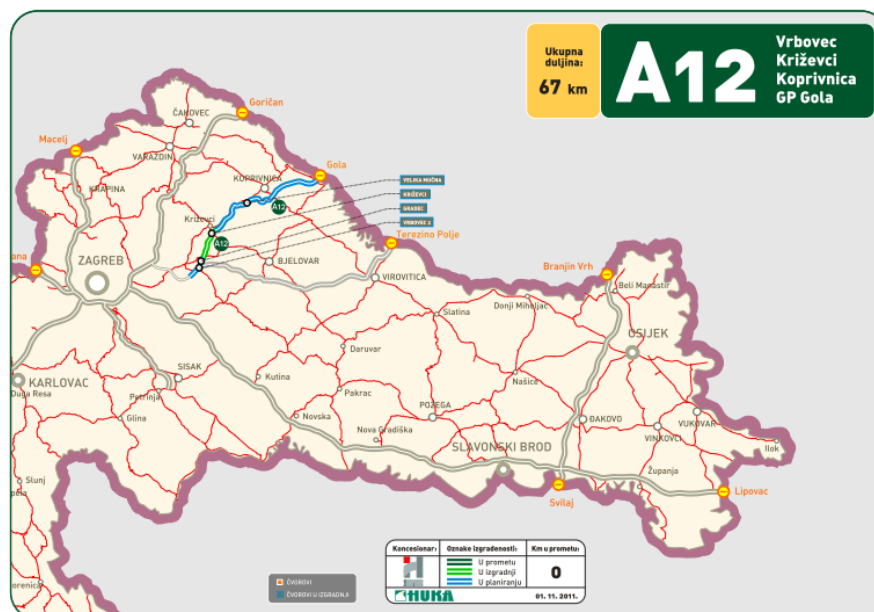 Ukupna
duljina:
67 km
A12
Vrbovec
Križevci
Koprivnica
GP Gola
Goričan
ČAKOVEC
Macelj
VARAŽDIN
KRAPINA
KOPRIVNICA
Gola
VELIKA MUČNA
KRIŽEVCI
GRADEC
VRBOVEC 2
A12
Križevci
A12
Terezino Polje
ana
ZAGREB
BJELOVAR
VIROVITICA
Branjin Vrh
Beli Manastir
Donji Miholjac
Slatina
OSIJEK
Daruvar
SISAK
Kutina
KARLOVAC
Duga Resa
Petrinja
Glina
Pakrac
Našice
Novska
POŽEGA
Nova Gradiška
ĐAKOVO
VUKOVAR
VINKOVCI
Ilok
SLAVONSKI BROD
Županja
Slunj
Svilaj
Lipovac
Koncesionar:
Oznake izgrađenosti:
Km u prometu:
U prometu
U izgradnji
U planiranju
0
HUKA
01. 11. 2011.
ČVOROVI
ČVOROVI U IZGRADNJI